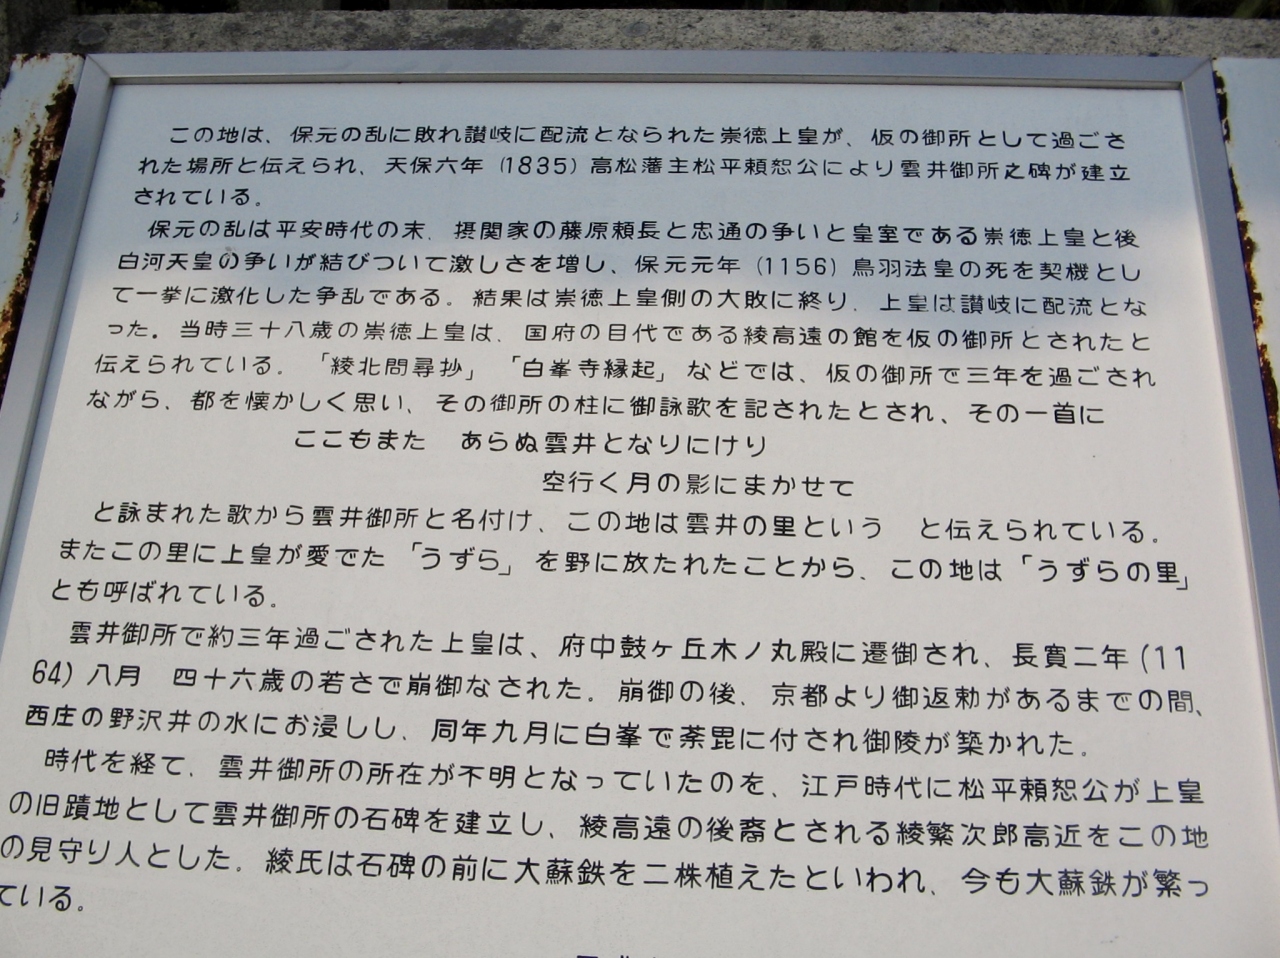 この地は、保元の乱に敗れ讃岐に配流となられた崇徳上皇が、仮の御所として過ごさ
れた場所と伝えられ、天保六年(1835)高松藩主松平頼恕公により雲井御所之碑が建立
されている。
保元の乱は平安時代の末、摂関家の藤原頼長と忠通の争いと皇室である崇徳上皇と後
白河天皇の争いが結びついて激しさを増し、保元元年(1156)鳥羽法皇の死を契機とし
て一挙に激化した争乱である。結果は崇徳上皇側の大敗に終り、上皇は讃岐に配流とな
った。当時三十八歳の崇徳上皇は、国府の目代である綾高遠の館を仮の御所とされたと
伝えられている。「綾北問尋抄」「白峯寺縁起」などでは、仮の御所で三年を過ごされ
ながら、都を懐かしく思い、その御所の柱に御詠歌を記されたとされ、その一首に
ここもまた　あらぬ雲井となりにけり
空行く月の影にまかせて
と詠まれた歌から雲井御所と名付け、この地は雲井の里という　と伝えられている。
またこの里に上皇が愛でた「うずら」を野に放たれたことから、この地は「うずらの里」
とも呼ばれている。
雲井御所で約三年過ごされた上皇は、府中鼓ヶ丘木ノ丸殿に遷御され、長寛二年(11
64)八月　四十六歳の若さで崩御なされた。崩御の後、京都より御返勅があるまでの間、
西庄の野沢井の水にお浸しし、同年九月に白峯で荼毘に付され御陵が築かれた。
時代を経て、雲井御所の所在が不明となっていたのを、江戸時代に松平頼恕公が上皇
の旧蹟地として雲井御所の石碑を建立し、綾高遠の後裔とされる綾繁次郎高近をこの地
の見守り人とした。綾氏は石碑の前に大蘇鉄を二株植えたといわれ、今も大蘇鉄が繁っ
ている。